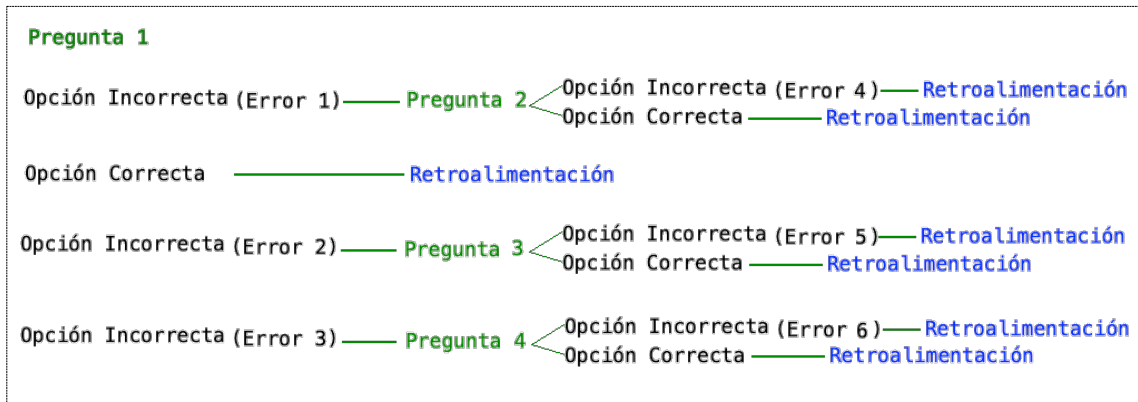 Pregunta 1
Opción Incorrecta (Error 1) Pregunta 2 Opción Incorrecta (Error 4) Retroalimentación
Opción Correcta Retroalimentación
Opción Correcta Retroalimentación
Opción Incorrecta (Error 2) Pregunta 3 Opción Incorrecta (Error 5) Retroalimentación
Opción Correcta Retroalimentación
Opción Incorrecta (Error 3) Pregunta 4 Opción Incorrecta (Error 6) Retroalimentación
Opción Correcta Retroalimentación